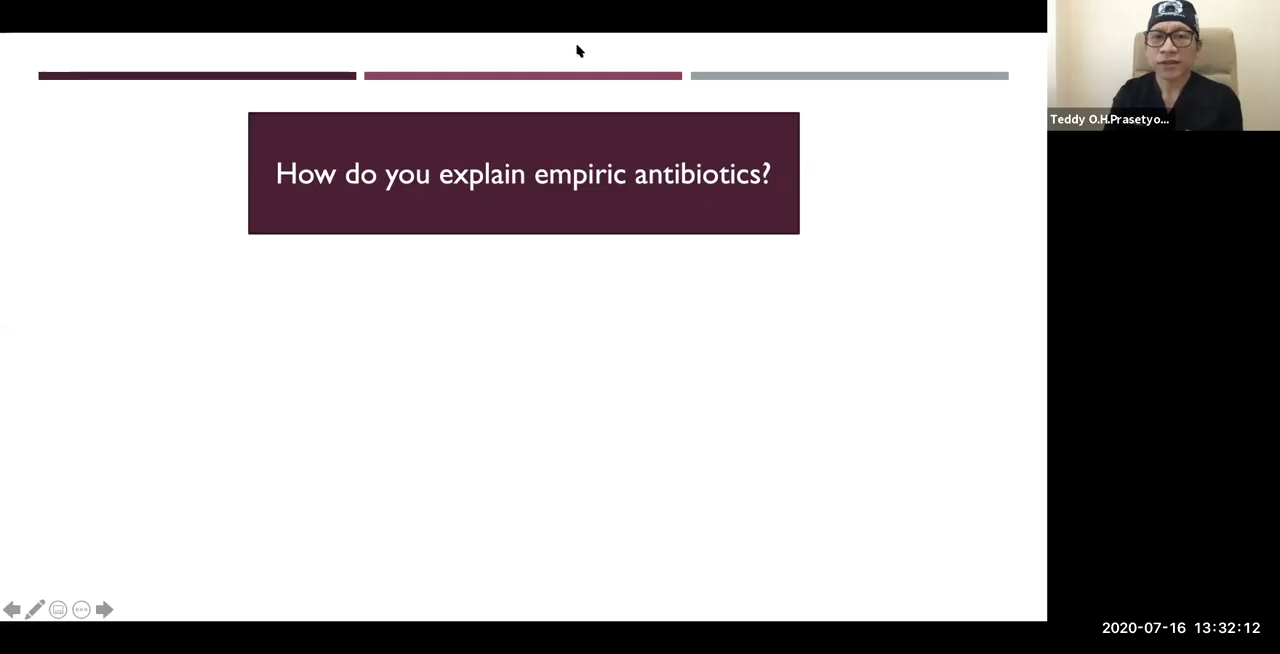 How do you explain empiric antibiotics?
Teddy O.H.Prasetyo...
2020-07-16 13:32:12